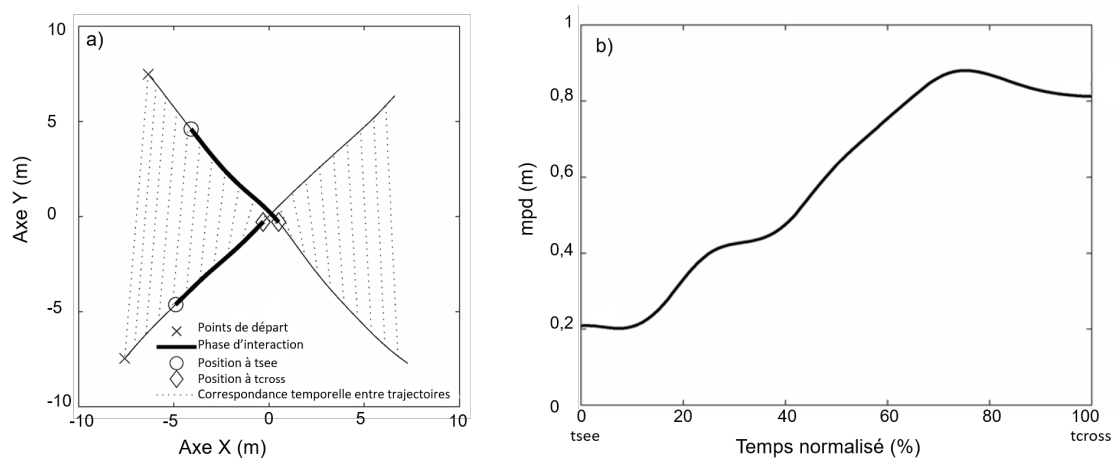 a)
10
5
0
-5
-10
Axe Y (m)
Points de départ
Phase d'interaction
Position à tsee
Position à tcross
Correspondance temporelle entre trajectoires
-10 -5 0 5 10
Axe X (m)
b)
1
0,8
0,6
0,4
0,2
0
mpd (m)
0 20 40 60 80 100
tsee tcross
Temps normalisé (%)